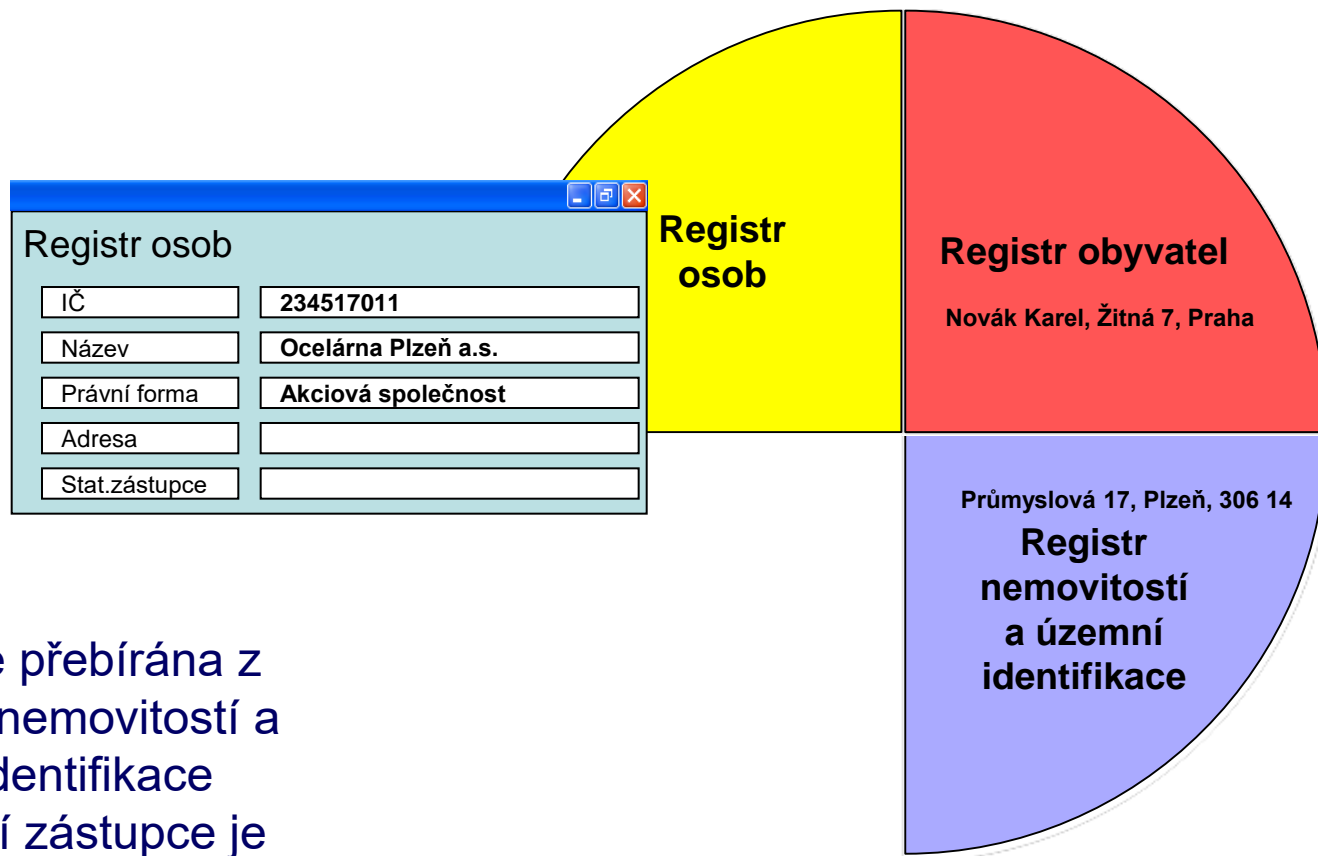 Registr osob
IČ
234517011
Název
Ocelárna Plzeň a.s.
Právní forma
Akciová společnost
Adresa
Stat.zástupce
Registr
osob
Registr obyvatel
Novák Karel, Žitná 7, Praha
Průmyslová 17, Plzeň, 306 14
Registr
nemovitostí
a územní
identifikace
přebírána z
nemovitostí a
dentifikace
í zástupce je